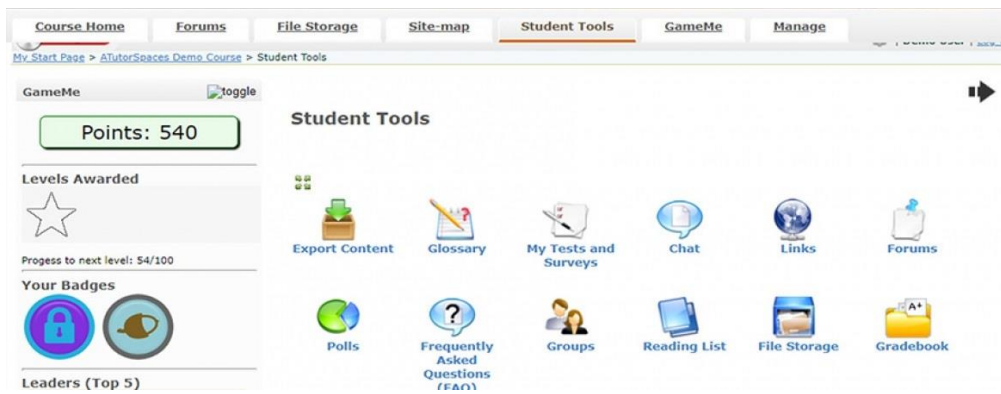 Course Home Forums File Storage Site-map Student Tools GameMe Manage
My Start Page > ATutorSpaces Demo Course > Student Tools
GameMe toggle
Points: 540
Levels Awarded
Progess to next level: 54/100
Your Badges
Leaders (Top 5)
Student Tools
Export Content Glossary My Tests and Surveys Chat Links Forums
Polls Frequently Asked Questions (FAQ) Groups Reading List File Storage Gradebook A+